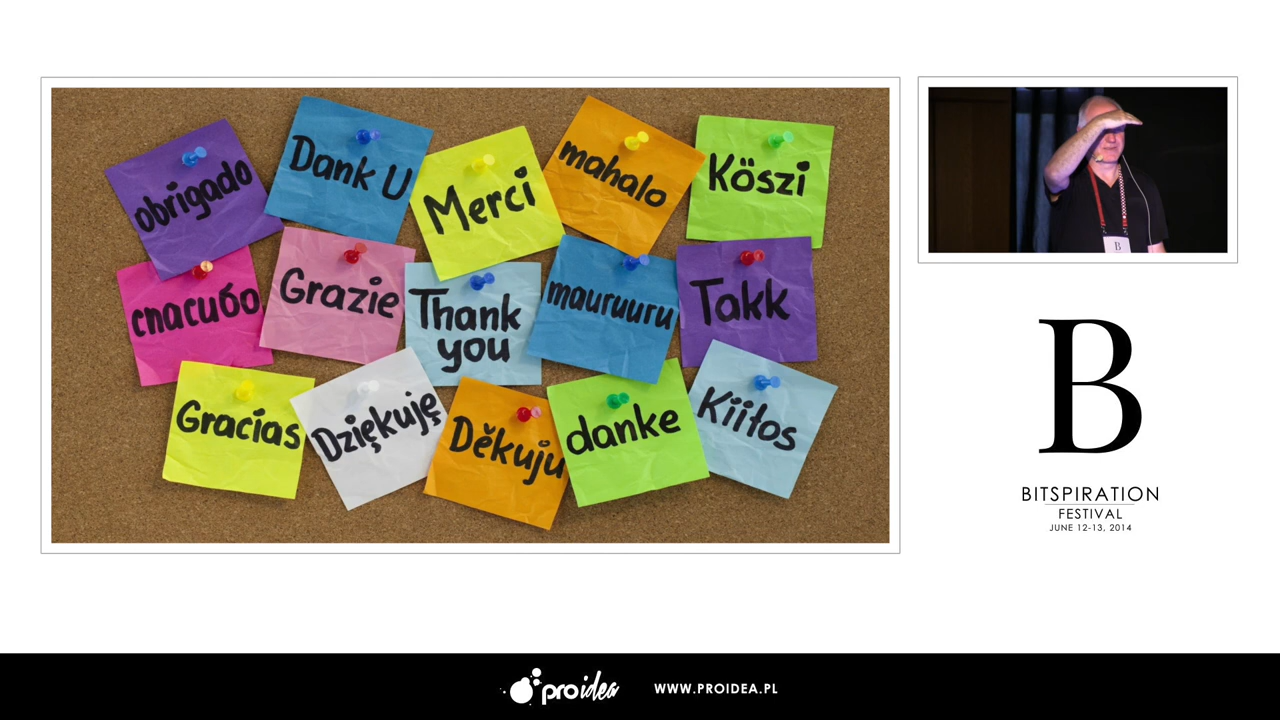 obrigado
Dank U
Merci
mahalo
Köszi
спасибо
Grazie
Thank
you
mauruuru
Takk
Gracias
Dziękuję
Děkuju
danke
Kiitos
B
B
BITSPIRATION
FESTIVAL
JUNE 12-13, 2014
proidea
WWW.PROIDEA.PL